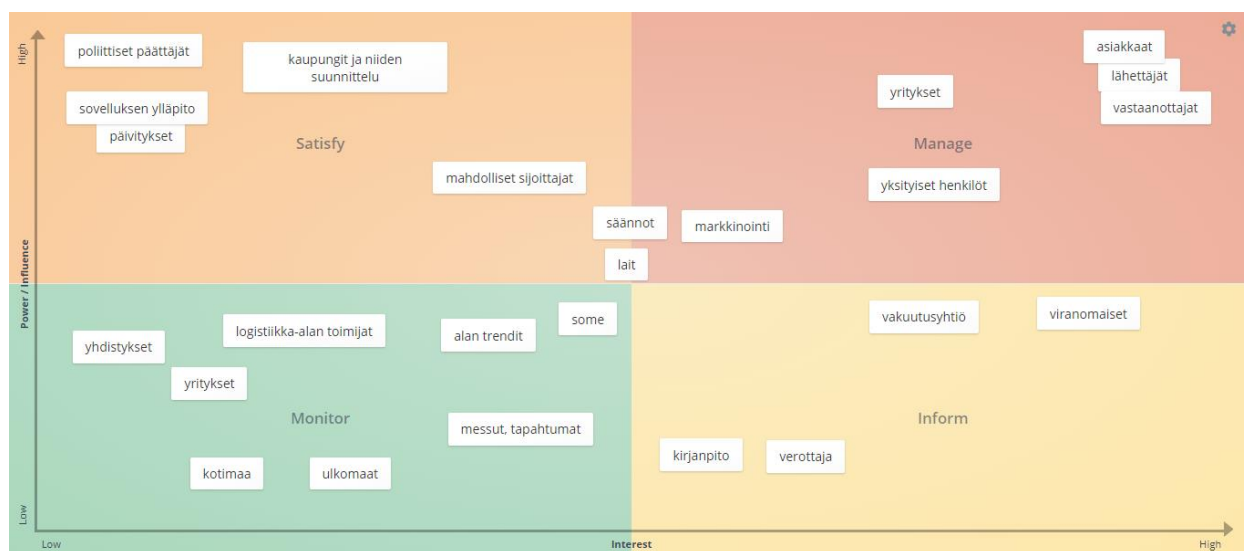 High
poliittiset päättäjät
kaupungit ja niiden
suunnittelu
sovelluksen ylläpito
päivitykset
Satisfy
mahdolliset sijoittajat
säännot
lait
asiakkaat
lähettäjät
vastaanottajat
yritykset
Manage
yksityiset henkilöt
markkinointi
Power / Influence
some
logistiikka-alan toimijat
alan trendit
yhdistykset
yritykset
Monitor
messut, tapahtumat
kotimaa
ulkomaat
vakuutusyhtiö
viranomaiset
Inform
kirjanpito
verottaja
Low
Low
Interest
High